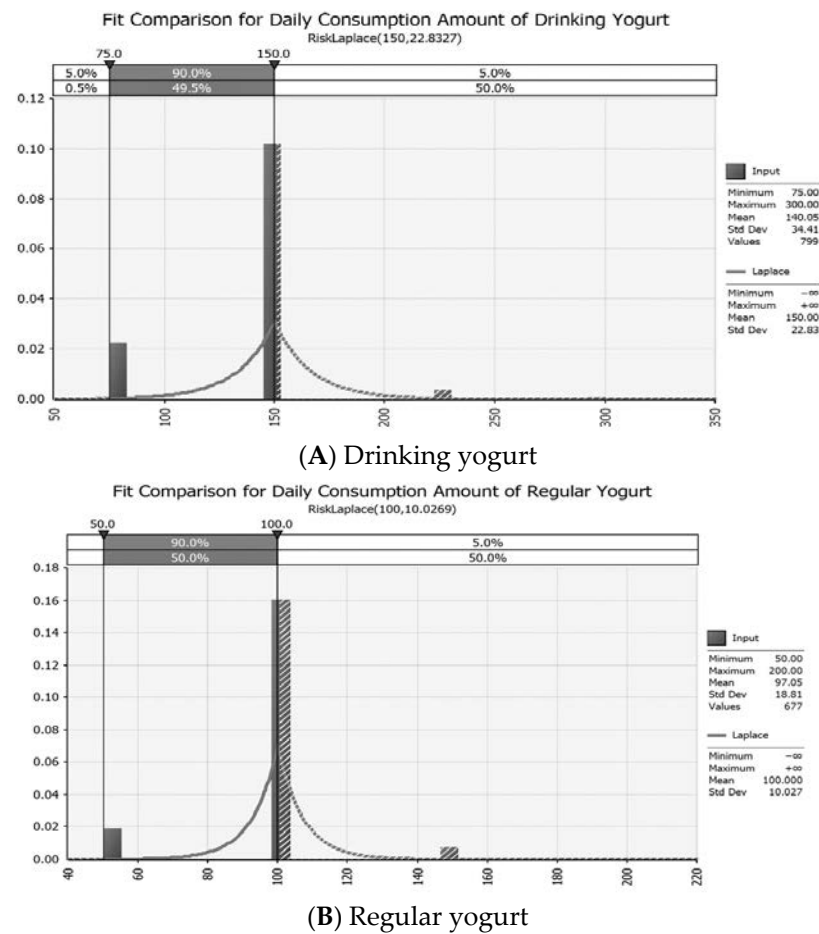 Fit Comparison for Daily Consumption Amount of Drinking Yogurt
RiskLaplace(150,22.8327)
75.0 150.0
5.0% 90.0% 5.0%
0.5% 49.5% 50.0%
0.12
0.10
0.08
0.06
0.04
0.02
0.00
50 100 150 200 250 300 350
Input
Minimum 75.00
Maximum 300.00
Mean 140.05
Std Dev 34.41
Values 799
Laplace
Minimum −∞
Maximum +∞
Mean 150.00
Std Dev 22.83
(A) Drinking yogurt
Fit Comparison for Daily Consumption Amount of Regular Yogurt
RiskLaplace(100,10.0269)
50.0 100.0
90.0% 5.0%
50.0% 50.0%
0.18
0.16
0.14
0.12
0.10
0.08
0.06
0.04
0.02
0.00
40 60 80 100 120 140 160 180 200 220
Input
Minimum 50.00
Maximum 200.00
Mean 97.05
Std Dev 18.81
Values 677
Laplace
Minimum −∞
Maximum +∞
Mean 100.000
Std Dev 10.027
(B) Regular yogurt